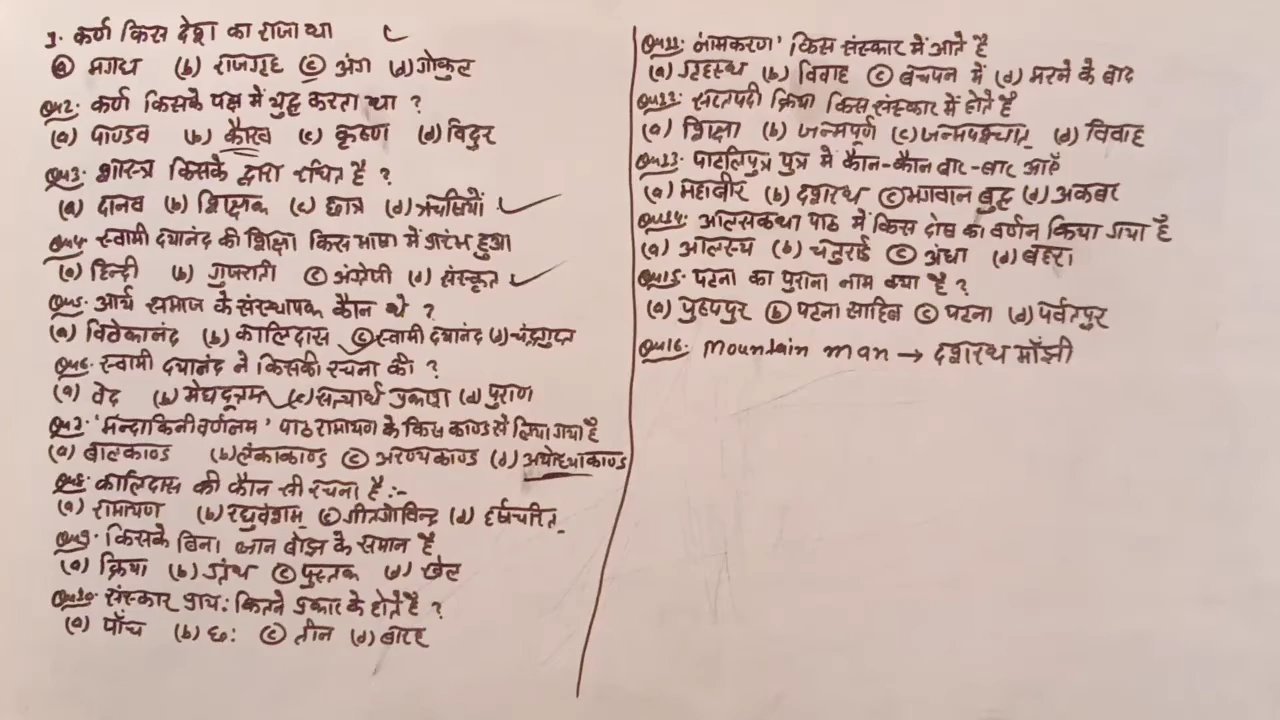 1. कर्ण किस देश का राजा था
(a) मगध (b) राजगृह (c) अंग (d) गोकुल
Qu2. कर्ण किसके पक्ष में युद्ध करता था ?
(a) पाण्डव (b) कौरव (c) कृष्ण (d) विदुर
Qu3. शास्त्र किसके द्वारा रचित है ?
(a) दानव (b) शिक्षक (c) छात्र (d) ऋषियों
Qu4. स्वामी दयानंद की शिक्षा किस भाषा में आरंभ हुआ
(a) हिन्दी (b) गुजराती (c) अंग्रेजी (d) संस्कृत
Qu5. आर्य समाज के संस्थापक कौन थे ?
(a) विवेकानंद (b) कालिदास (c) स्वामी दयानंद (d) चंद्रगुप्त
Qu6. स्वामी दयानंद ने किसकी रचना की ?
(a) वेद (b) मेघदूतम (c) सत्यार्थ प्रकाश (d) पुराण
Qu7. 'मन्दाकिनीवर्णनम' पाठ रामायण के किस काण्ड से लिया गया है
(a) बालकाण्ड (b) लंकाकाण्ड (c) अरण्यकाण्ड (d) अयोध्याकाण्ड
Qu8. कालिदास की कौन सी रचना है :-
(a) रामायण (b) रघुवंशम् (c) गीतगोविन्द्र (d) हर्षचरित्
Qu9. किसके बिना ज्ञान बोझ के समान है
(a) क्रिया (b) ग्रंथ (c) पुस्तक (d) खेल
Qu10. संस्कार प्राय: कितने प्रकार के होते है ?
(a) पाँच (b) छ: (c) तीन (d) बारह
Qu11. नामकरण' किस संस्कार में आते है
(a) गृहस्थ (b) विवाह (c) बचपन में (d) मरने के बाद
Qu12. सप्तपदी क्रिया किस संस्कार में होते है
(a) शिक्षा (b) जन्मपूर्ण (c) जन्मपश्चात् (d) विवाह
Qu13. पाटलिपुत्र पुत्र में कौन-कौन बार-बार आएँ
(a) महावीर (b) दशरथ (c) भगवान बुद्ध (d) अकबर
Qu14. अलसकथा पाठ में किस दोष का वर्णन किया गया है
(a) आलस्य (b) चतुराई (c) अंधा (d) बहरा
Qu15. पटना का पुराना नाम क्या है ?
(a) पुष्पपुर (b) पटना साहिब (c) पटना (d) पर्वतपुर
Qu16. Mountain man → दशरथ माँझी